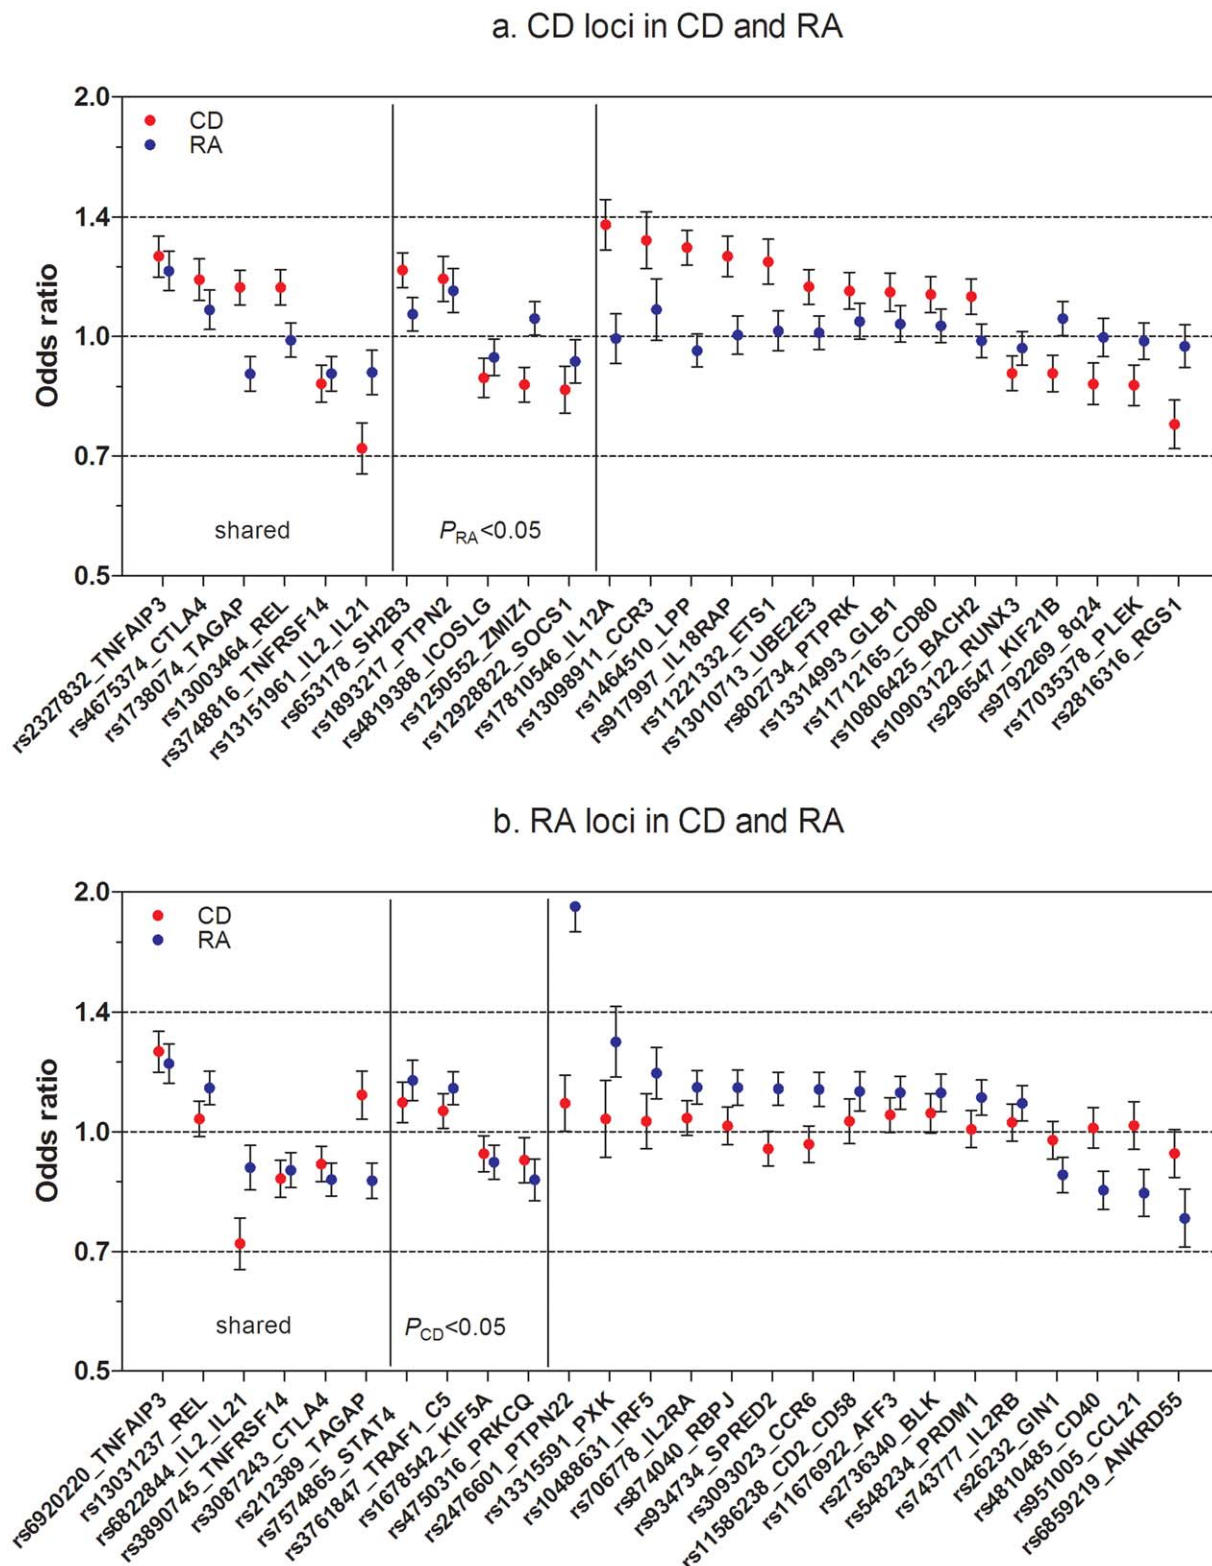 a. CD loci in CD and RA
2.0
CD
RA
1.4
Odds ratio
1.0
0.7
shared
P RA<0.05
0.5
rs2327832_TNFAIP3
rs4675374_CTLA4
rs1738074_TAGAP
rs13003464_REL
rs3748816_TNFRSF14
rs13151961_IL2_IL21
rs653178_SH2B3
rs1893217_PTPN2
rs4819388_ICOSLG
rs1250552_ZMIZ1
rs12928822_SOCS1
rs17810546_IL12A
rs13098911_CCR3
rs1464510_LPP
rs917997_IL18RAP
rs11221332_ETS1
rs13010713_UBE2E3
rs802734_PTPRK
rs13314993_GLB1
rs11712165_CD80
rs10806425_BACH2
rs10903122_RUNX3
rs296547_KIF21B
rs9792269_8q24
rs17035378_PLEK
rs2816316_RGS1
b. RA loci in CD and RA
2.0
CD
RA
1.4
Odds ratio
1.0
0.7
shared
P CD<0.05
0.5
rs6920220_TNFAIP3
rs13031237_REL
rs6822844_IL2_IL21
rs3890745_TNFRSF14
rs3087243_CTLA4
rs212389_TAGAP
rs7574865_STAT4
rs3761847_TRAF1_C5
rs1678542_KIF5A
rs4750316_PRKCQ
rs2476601_PTPN22
rs13315591_PXK
rs10488631_IRF5
rs706778_IL2RA
rs874040_RBPJ
rs934734_SPRED2
rs3093023_CCR6
rs11586238_CD2_CD58
rs11676922_AFF3
rs2736340_BLK
rs548234_PRDM1
rs743777_IL2RB
rs26232_GIN1
rs4810485_CD40
rs951005_CCL21
rs6859219_ANKRD55